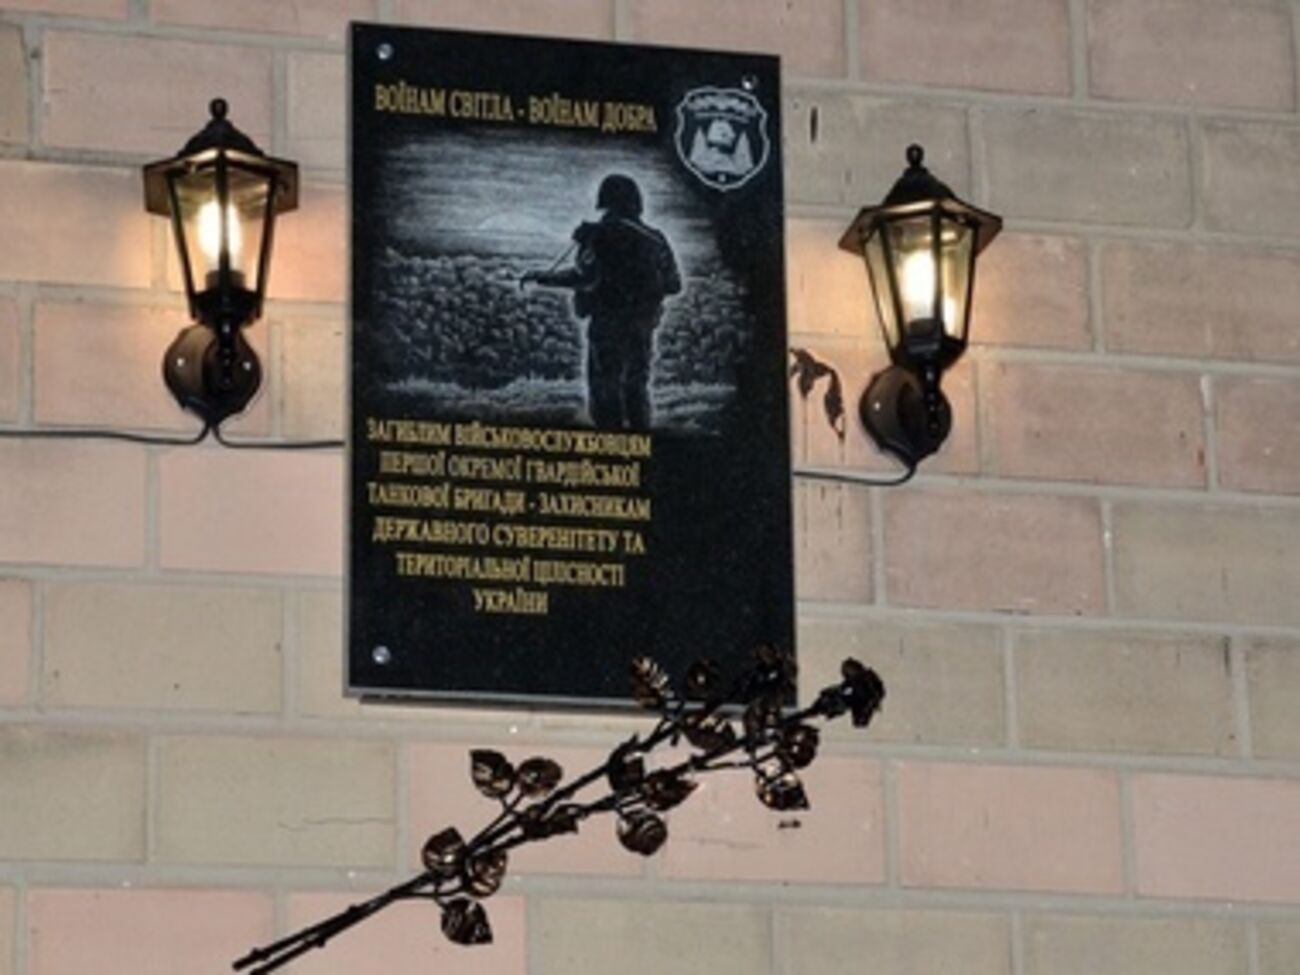 ВОЇНАМ СВІТЛА - ВОЇНАМ ДОБРА
ЗАГИБЛИМ ВІЙСЬКОВОСЛУЖБОВЦЯМ
ПЕРШОЇ ОКРЕМОЇ ГВАРДІЙСЬКОЇ
ТАНКОВОЇ БРИГАДИ - ЗАХИСНИКАМ
ДЕРЖАВНОГО СУВЕРЕНІТЕТУ ТА
ТЕРИТОРІАЛЬНОЇ ЦІЛІСНОСТІ
УКРАЇНИ